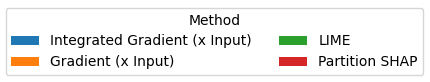 Method
Integrated Gradient (x Input)
Gradient (x Input)
LIME
Partition SHAP